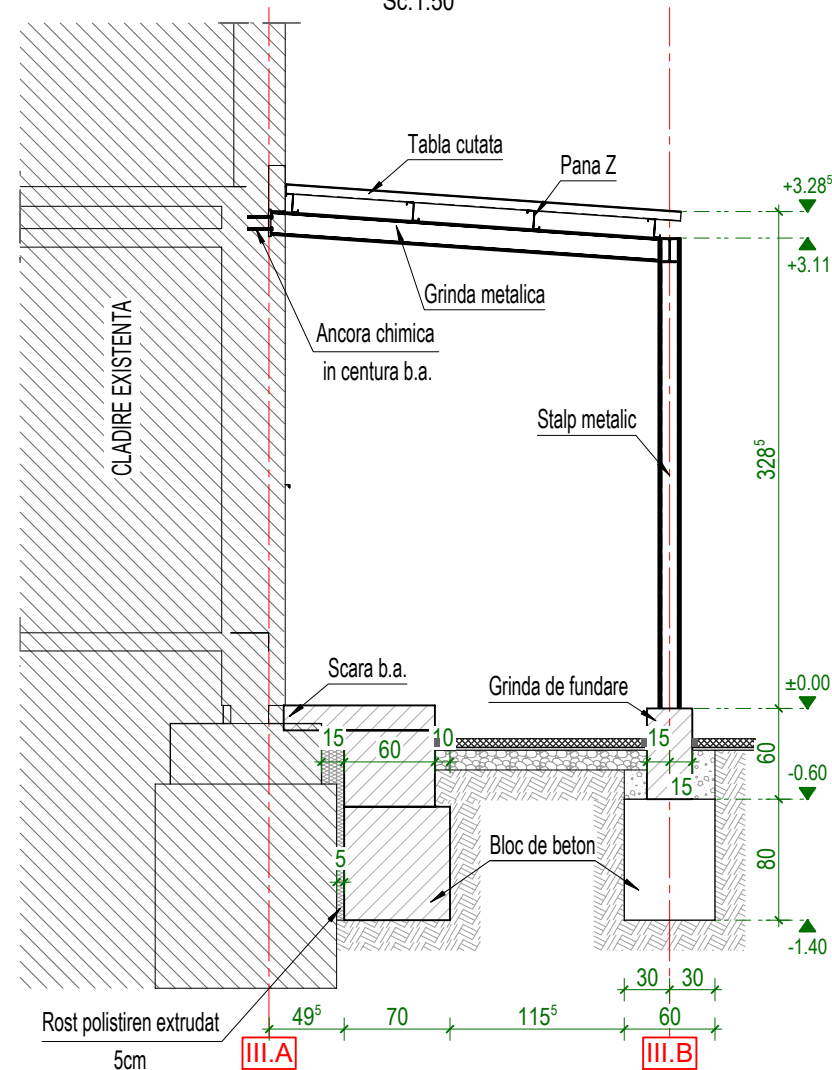 Sc.1:50
Tabla cutata
Pana Z
+3.28⁵
+3.11
Grinda metalica
CLADIRE EXISTENTA
Ancora chimica
in centura b.a.
Stalp metalic
328⁵
Scara b.a.
Grinda de fundare
±0.00
15
60
10
15
60
-0.60
15
5
Bloc de beton
80
-1.40
30
30
Rost polistiren extrudat
5cm
49⁵
70
115⁵
60
III.A
III.B